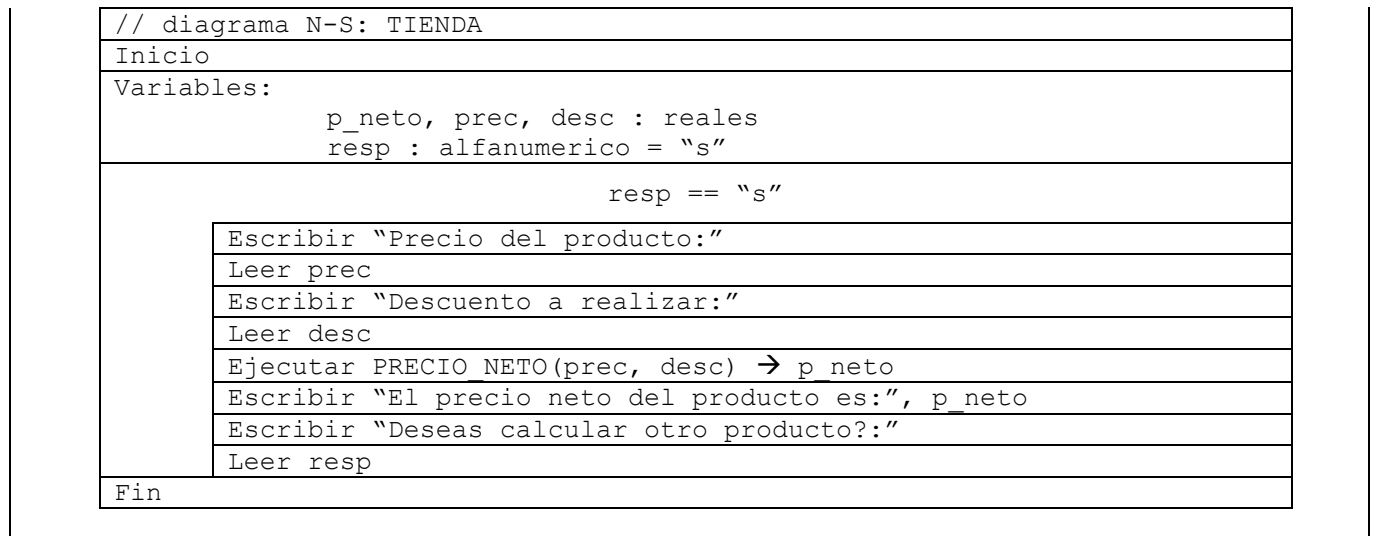 // diagrama N-S: TIENDA
Inicio
Variables:
p_neto, prec, desc : reales
resp : alfanumerico = “s”
resp == “s”
Escribir “Precio del producto:”
Leer prec
Escribir “Descuento a realizar:”
Leer desc
Ejecutar PRECIO_NETO(prec, desc) → p_neto
Escribir “El precio neto del producto es:”, p_neto
Escribir “Deseas calcular otro producto?:”
Leer resp
Fin